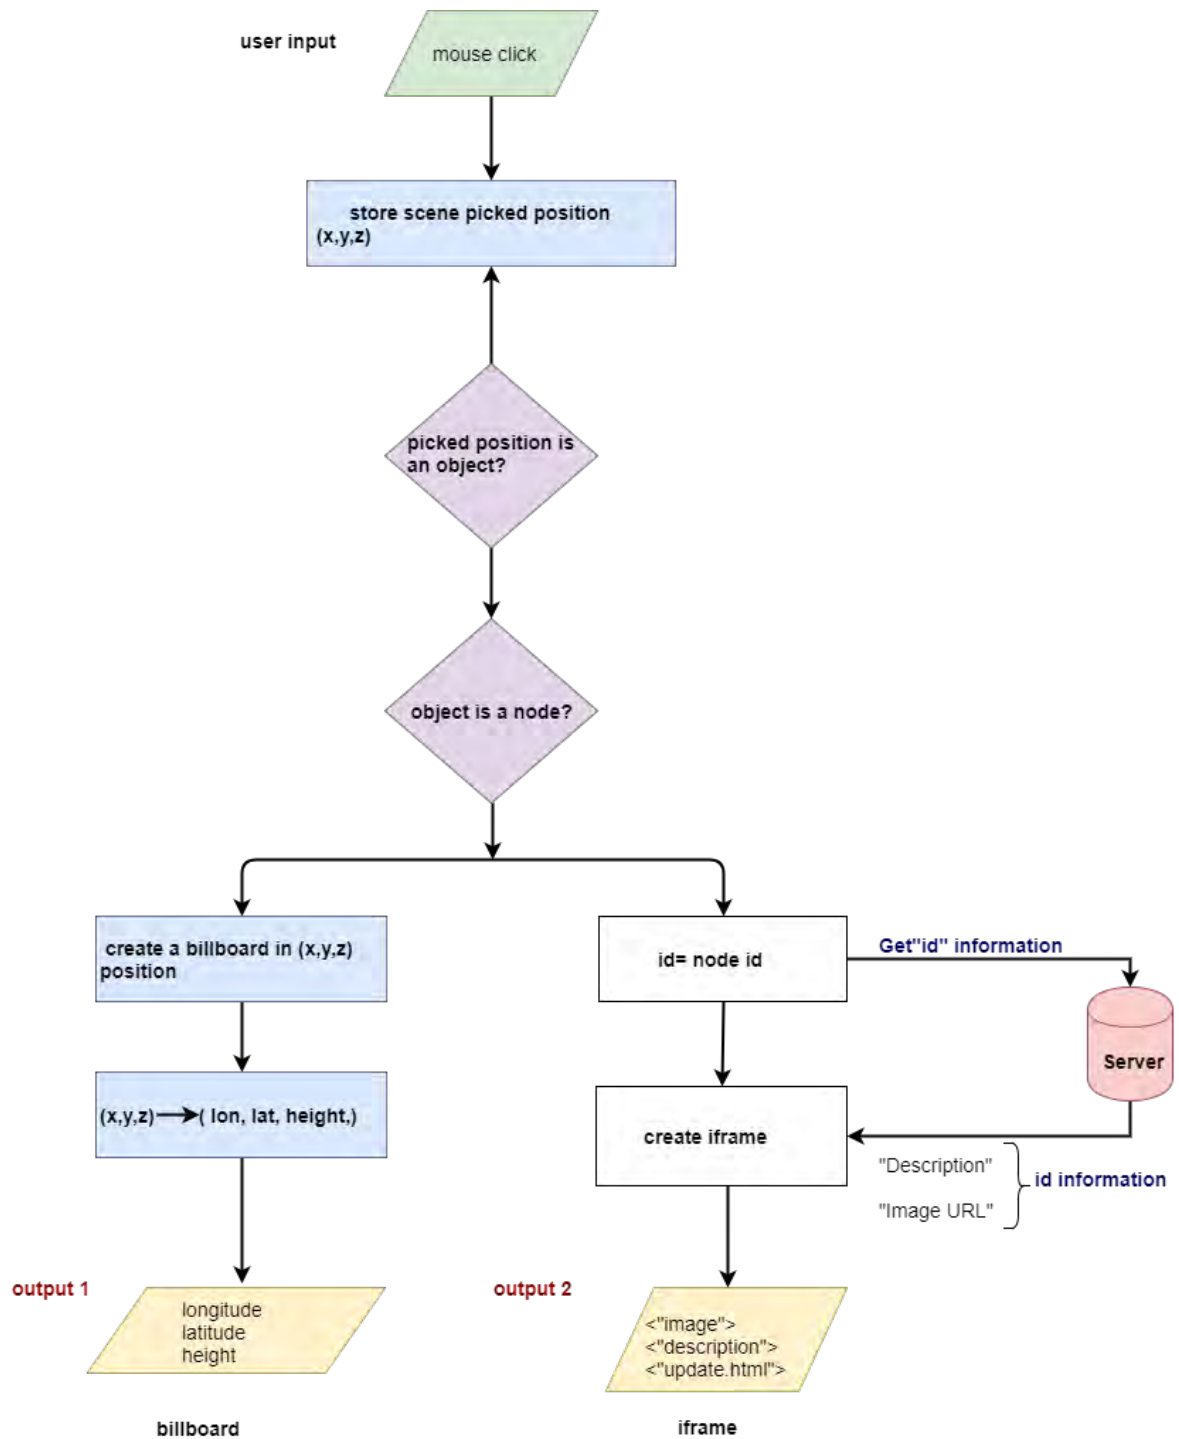 user input
mouse click
store scene picked position
(x,y,z)
picked position is
an object?
object is a node?
create a billboard in (x,y,z)
position
id= node id
Get"id" information
Server
(x,y,z)→( lon, lat, height,)
create iframe
"Description"
id information
"Image URL"
output 1
longitude
latitude
height
output 2
<"image">
<"description">
<"update.html">
billboard
iframe